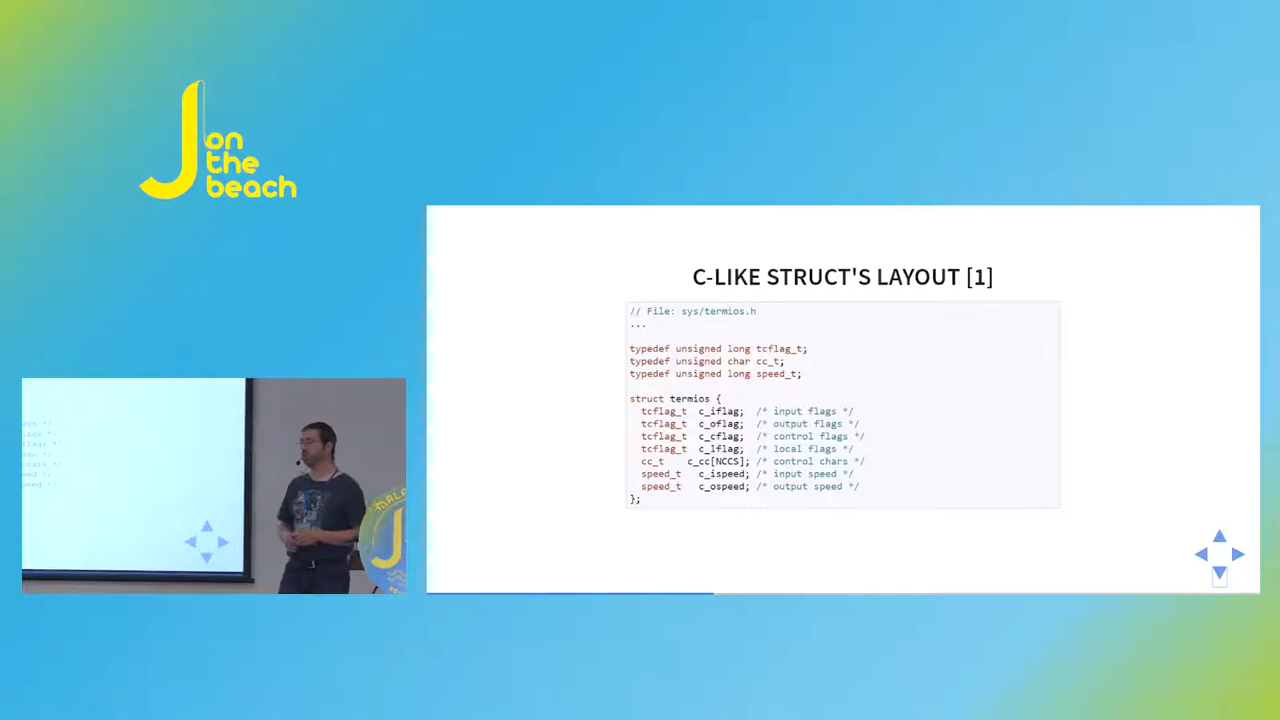 J
on
the
beach
C-LIKE STRUCT'S LAYOUT [1]
// File: sys/termios.h
...
typedef unsigned long tcflag_t;
typedef unsigned char cc_t;
typedef unsigned long speed_t;
struct termios {
tcflag_t c_iflag; /* input flags */
tcflag_t c_oflag; /* output flags */
tcflag_t c_cflag; /* control flags */
tcflag_t c_lflag; /* local flags */
cc_t c_cc[NCCS]; /* control chars */
speed_t c_ispeed; /* input speed */
speed_t c_ospeed; /* output speed */
};